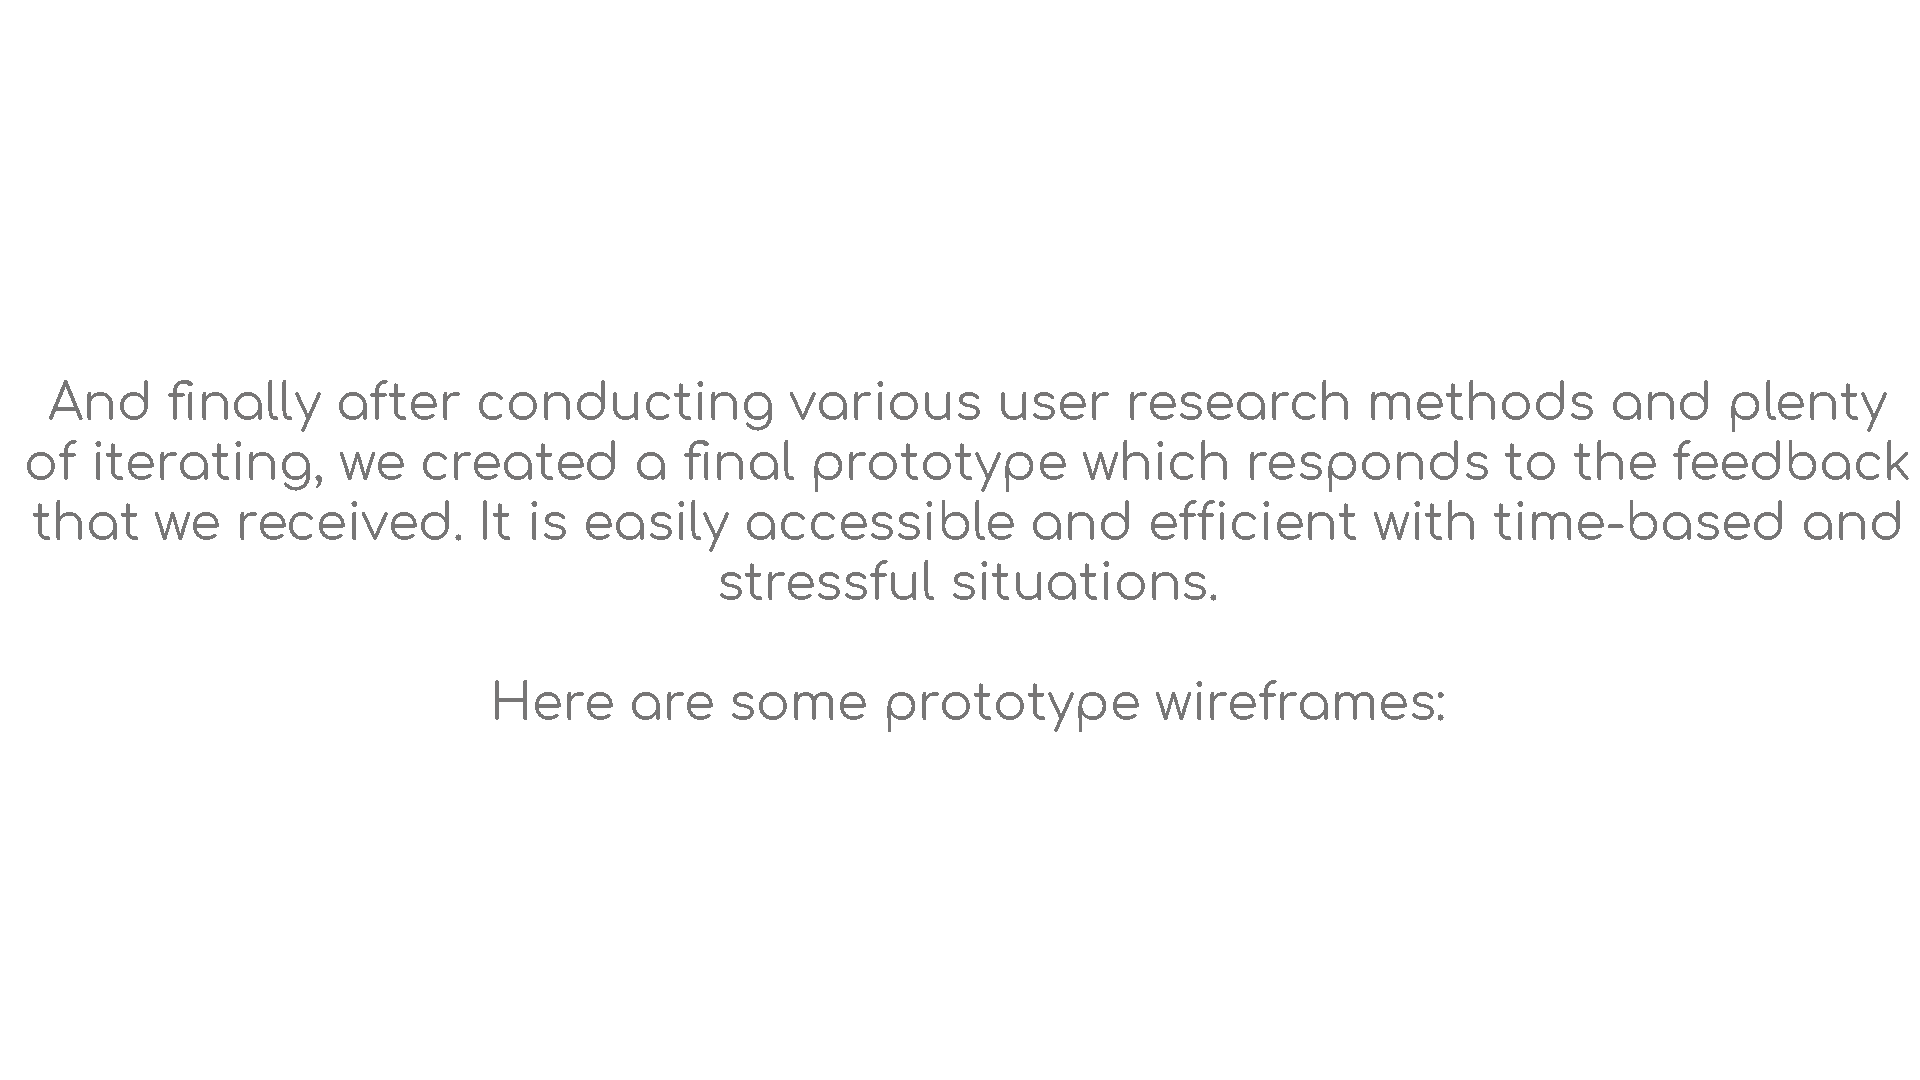 And finally after conducting various user research methods and plenty
of iterating, we created a final prototype which responds to the feedback
that we received. It is easily accessible and efficient with time-based and
stressful situations.
Here are some prototype wireframes: